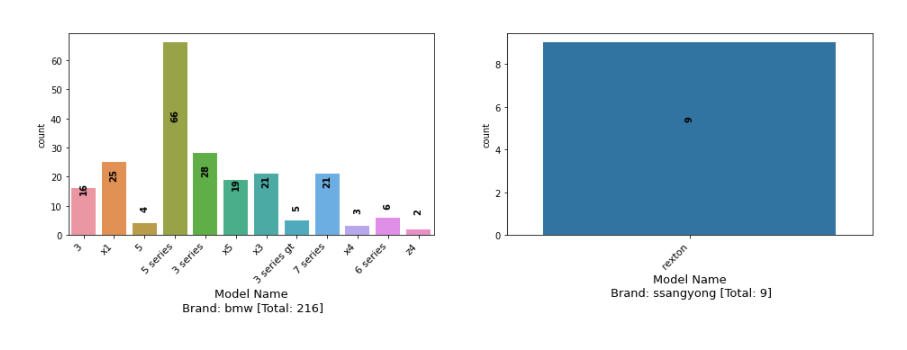 count
60
50
40
30
20
10
0
16
25
4
66
28
19
21
5
21
3
6
2
3
x1
5
5 series
3 series
x5
x3
3 series gt
7 series
x4
6 series
z4
Model Name
Brand: bmw [Total: 216]
count
8
6
4
2
0
9
rexton
Model Name
Brand: ssangyong [Total: 9]